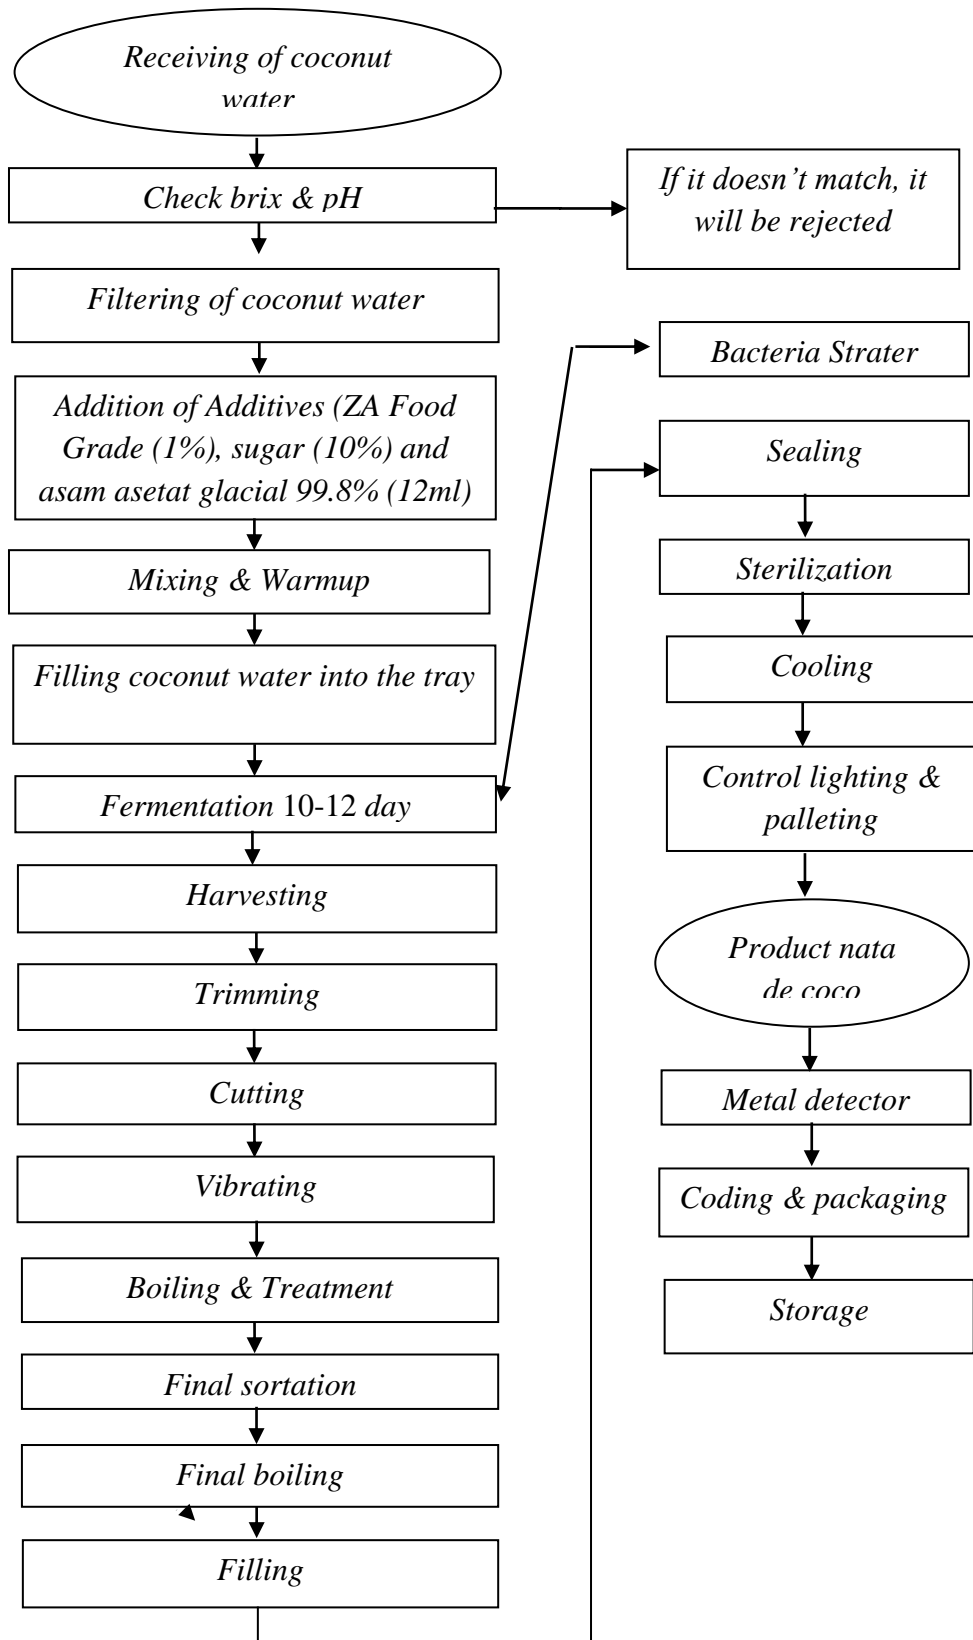 Receiving of coconut
water
Check brix & pH
If it doesn't match, it
will be rejected
Filtering of coconut water
Addition of Additives (ZA Food
Grade (1%), sugar (10%) and
asam asetat glacial 99.8% (12ml)
Mixing & Warmup
Filling coconut water into the tray
Fermentation 10-12 day
Bacteria Strater
Harvesting
Trimming
Cutting
Vibrating
Boiling & Treatment
Final sortation
Final boiling
Filling
Sealing
Sterilization
Cooling
Control lighting &
palleting
Product nata
de coco
Metal detector
Coding & packaging
Storage